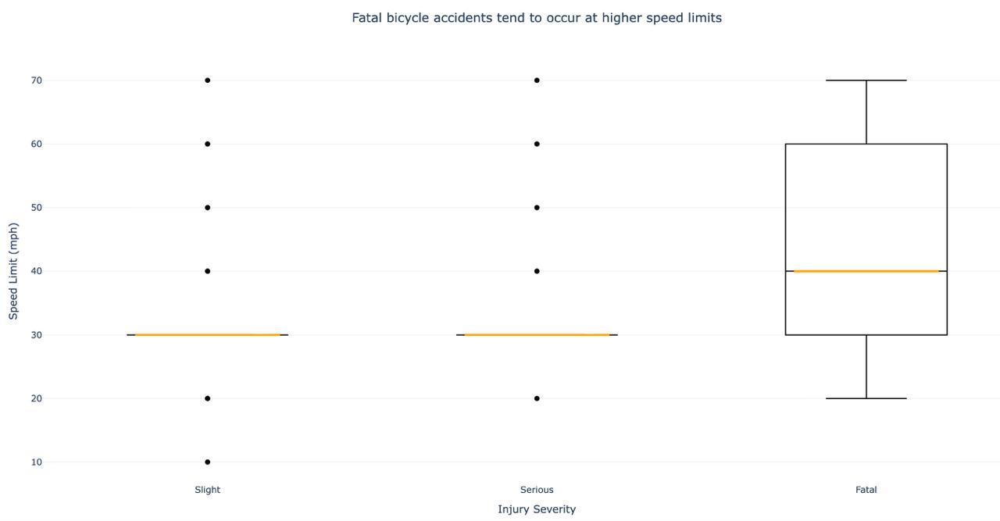 Fatal bicycle accidents tend to occur at higher speed limits
70
60
50
40
30
20
10
Speed Limit (mph)
Slight
Serious
Fatal
Injury Severity